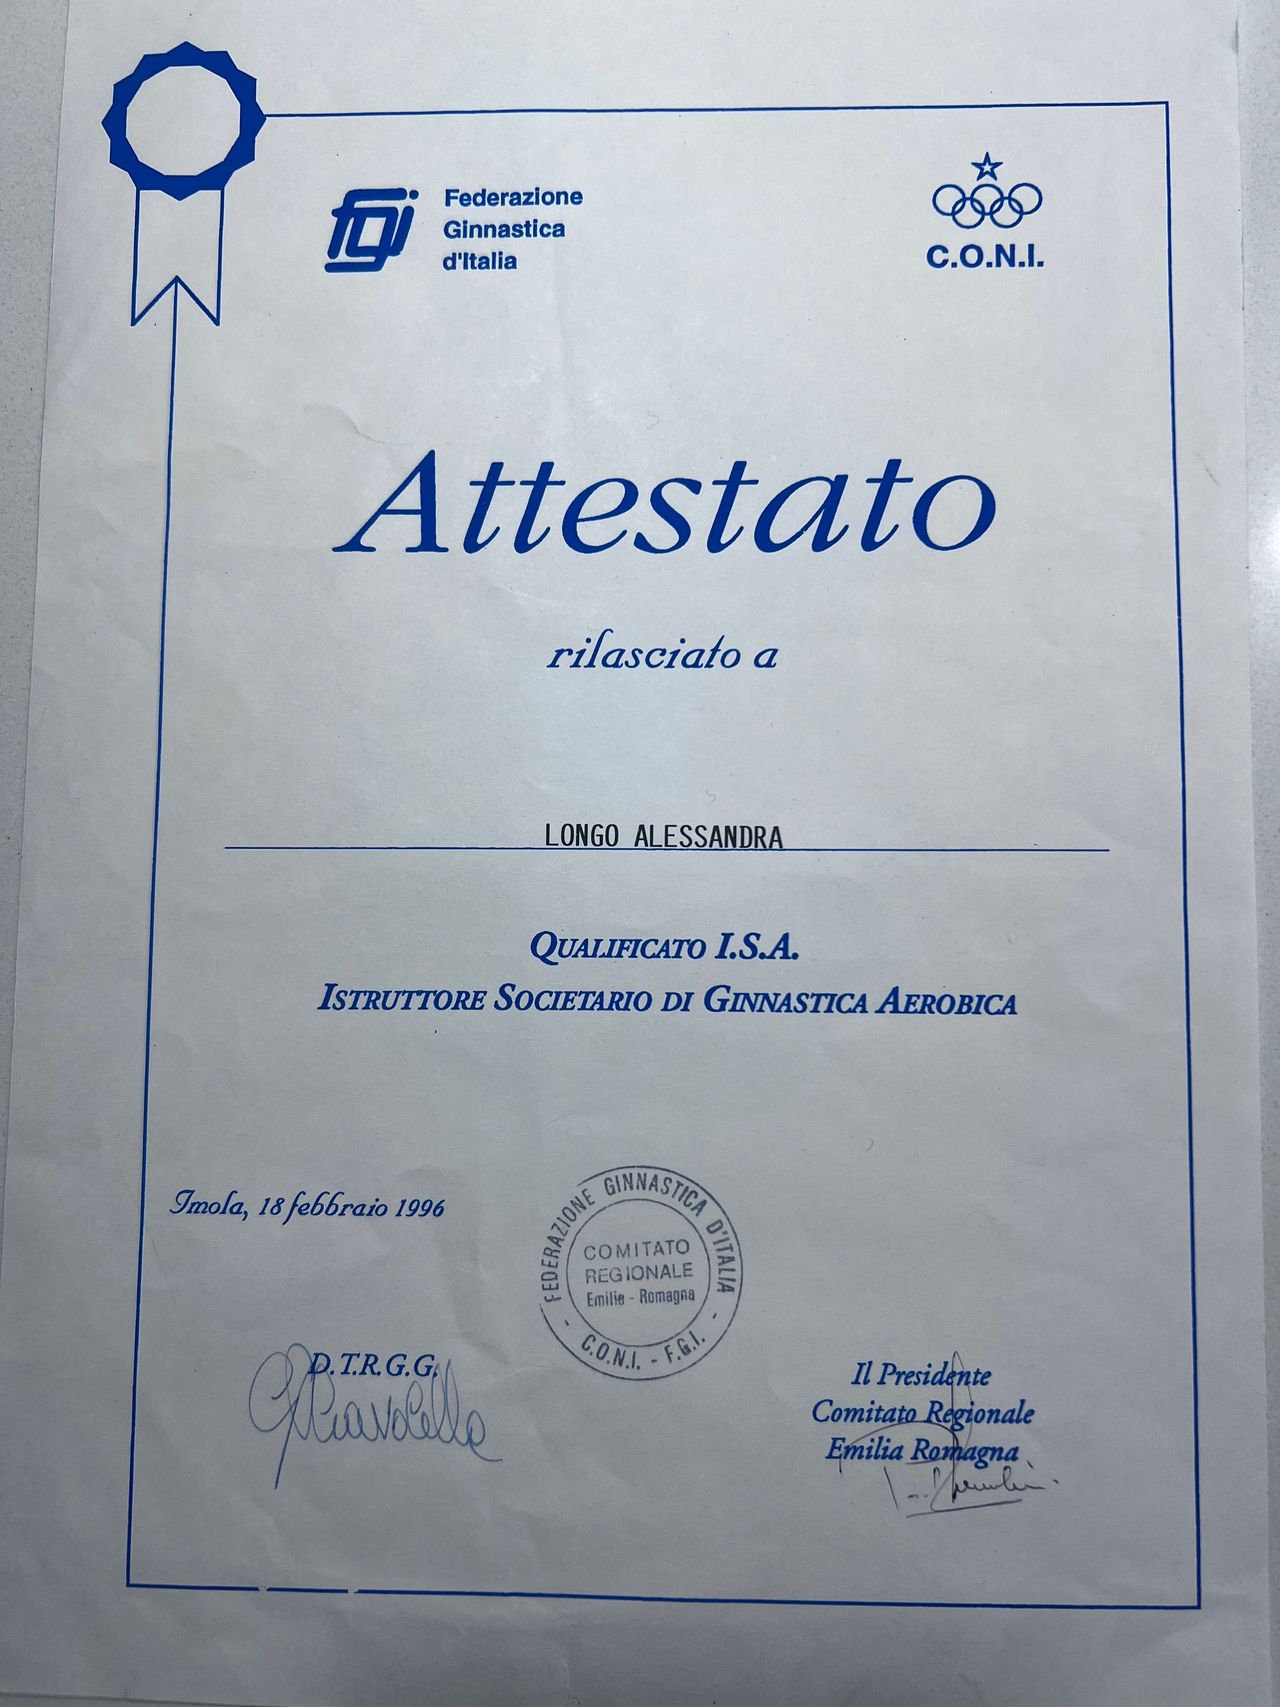 fgi
Federazione
Ginnastica
d'Italia
C.O.N.I.
Attestato
rilasciato a
LONGO ALESSANDRA
QUALIFICATO I.S.A.
ISTRUTTORE SOCIETARIO DI GINNASTICA AEROBICA
Imola, 18 febbraio 1996
FEDERAZIONE GINNASTICA D'ITALIA
COMITATO
REGIONALE
Emilia - Romagna
- C.O.N.I. - F.G.I. -
D.T.R.G.G.
Il Presidente
Comitato Regionale
Emilia Romagna